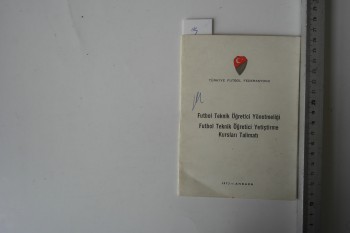 TÜRKİYE FUTBOL FEDERASYONU
Futbol Teknik Öğretici Yönetmeliği
Futbol Teknik Öğretici Yetiştirme
Kursları Talimatı